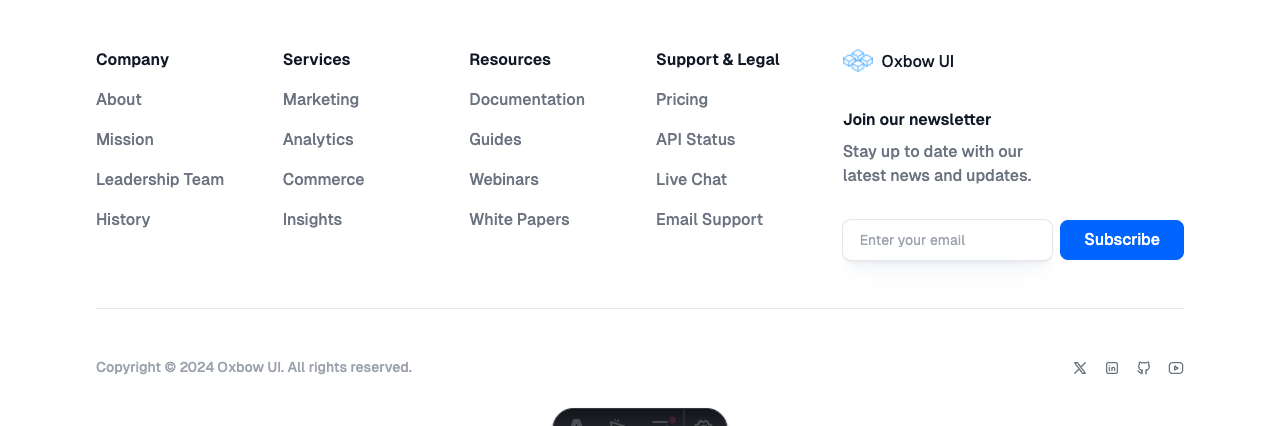 Company
About
Mission
Leadership Team
History
Services
Marketing
Analytics
Commerce
Insights
Resources
Documentation
Guides
Webinars
White Papers
Support & Legal
Pricing
API Status
Live Chat
Email Support
Oxbow UI
Join our newsletter
Stay up to date with our
latest news and updates.
Enter your email
Subscribe
Copyright © 2024 Oxbow UI. All rights reserved.